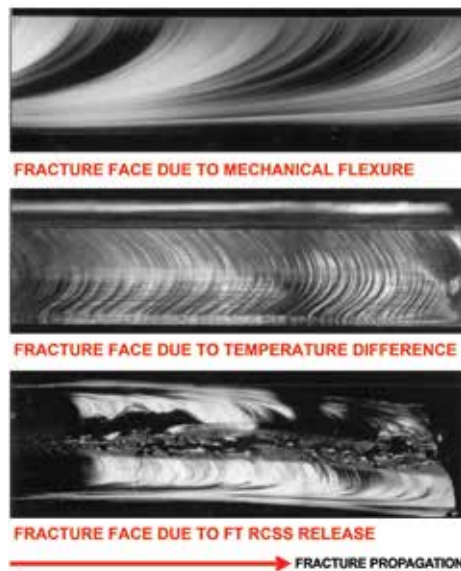 FRACTURE FACE DUE TO MECHANICAL FLEXURE
FRACTURE FACE DUE TO TEMPERATURE DIFFERENCE
FRACTURE FACE DUE TO FT RCSS RELEASE
FRACTURE PROPAGATION